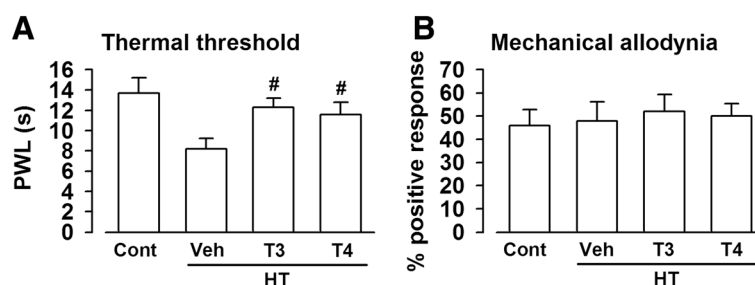 A
Thermal threshold
PWL (s)
16
14
12
10
8
6
4
2
0
#
#
Cont
Veh
T3
T4
HT
B
Mechanical allodynia
% positive response
70
60
50
40
30
20
10
0
Cont
Veh
T3
T4
HT